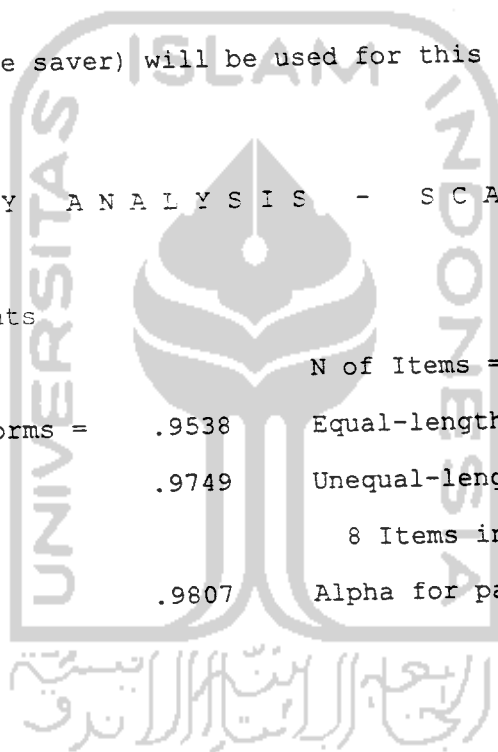 e saver) will be used for this
ISLAM
UNIVERSITAS
INDONESIA
Y   A N A L Y S I S   -   S C A
nts
N of Items =
orms =   .9538   Equal-length
.9749   Unequal-leng
8 Items in
.9807   Alpha for pa